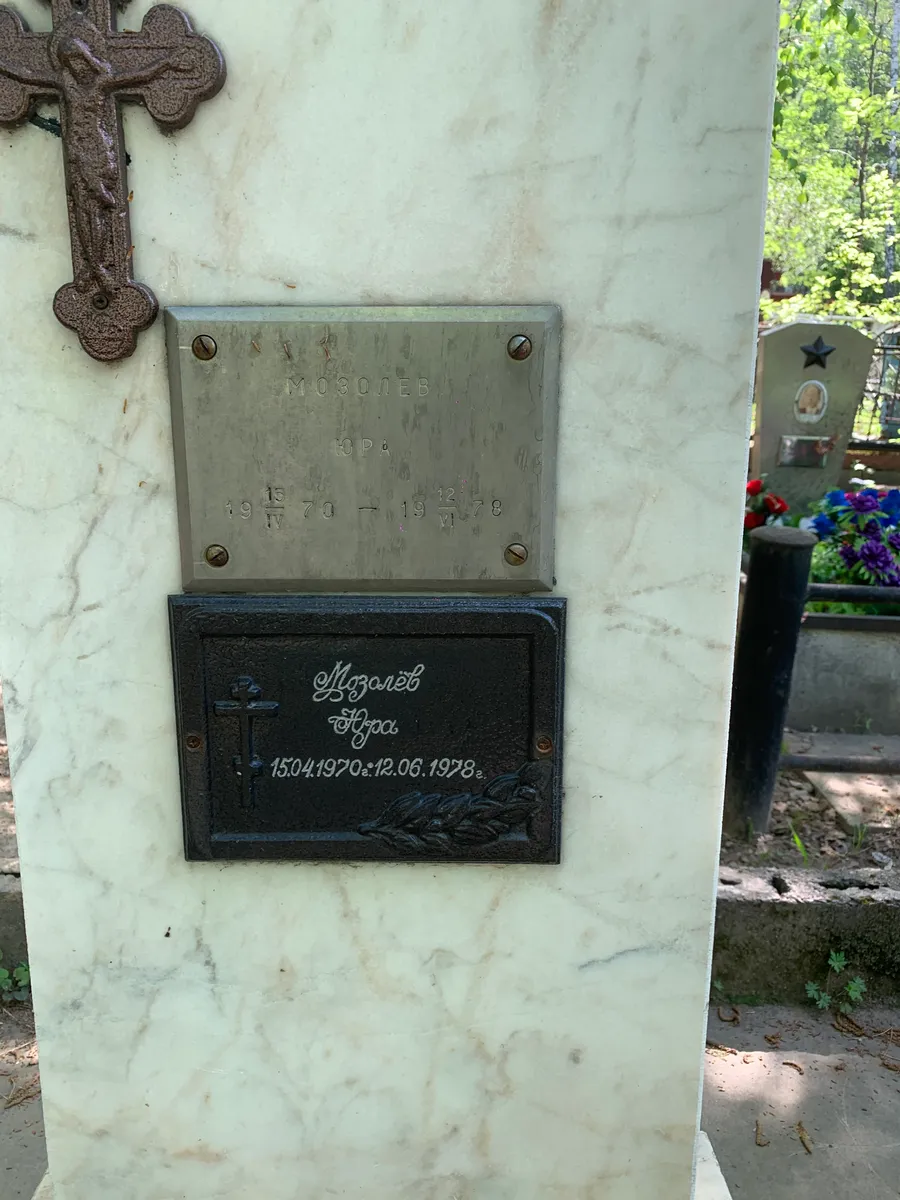 МОЗОЛЕВ
ЮРА
19 15/IV 70 — 19 12/VI 78
Мозолёв
Юра
15.04.1970г.-12.06.1978г.